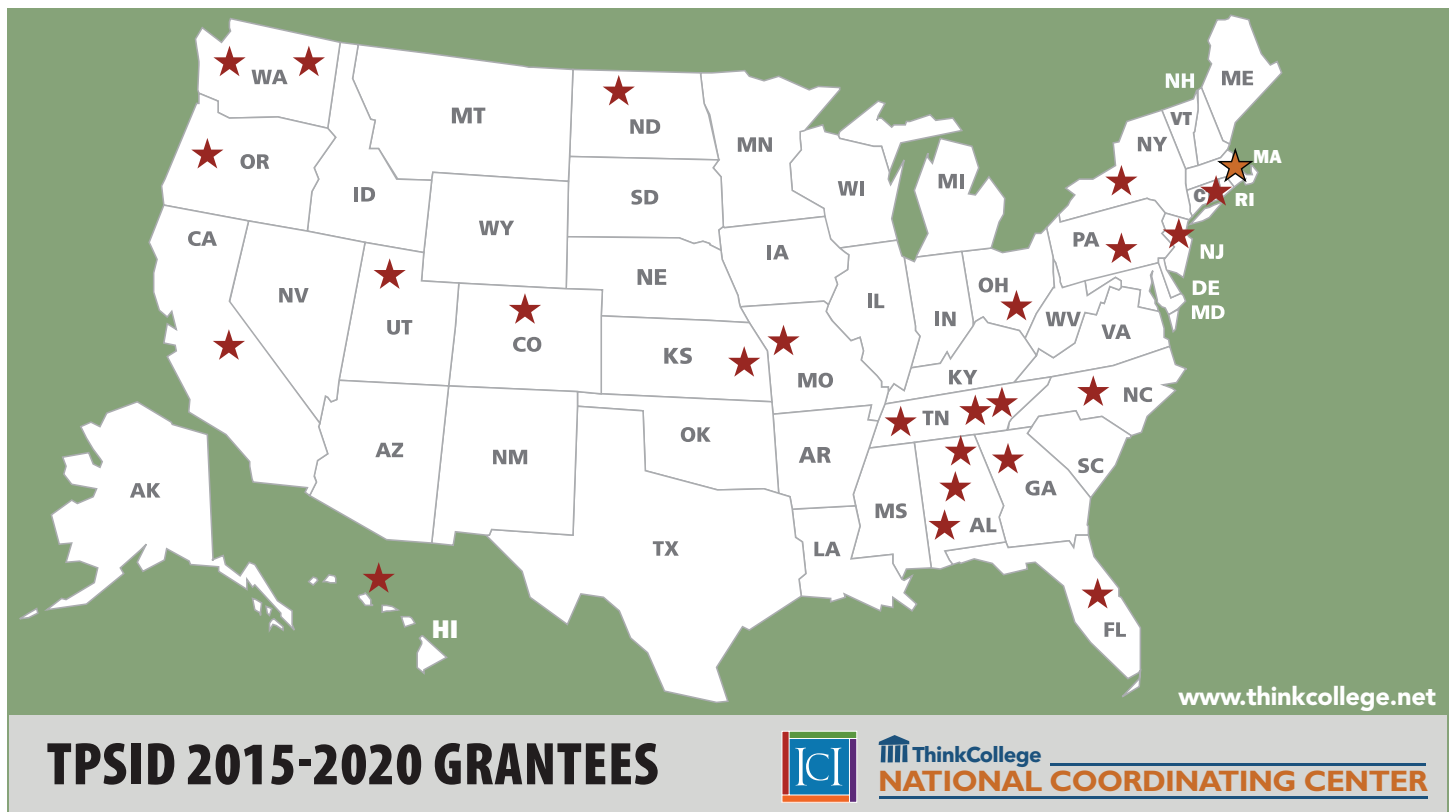 NH
ME
WA
VT
MT
ND
NY
MN
MA
OR
WI
MI
ID
SD
C
RI
WY
CA
PA
IA
NJ
NE
OH
DE
NV
IL
IN
MD
UT
WV
VA
CO
KS
KY
MO
NC
TN
OK
AZ
AR
NM
SC
GA
AK
MS
AL
TX
LA
HI
FL
www.thinkcollege.net
TPSID 2015-2020 GRANTEES
ICI
ThinkCollege
NATIONAL COORDINATING CENTER